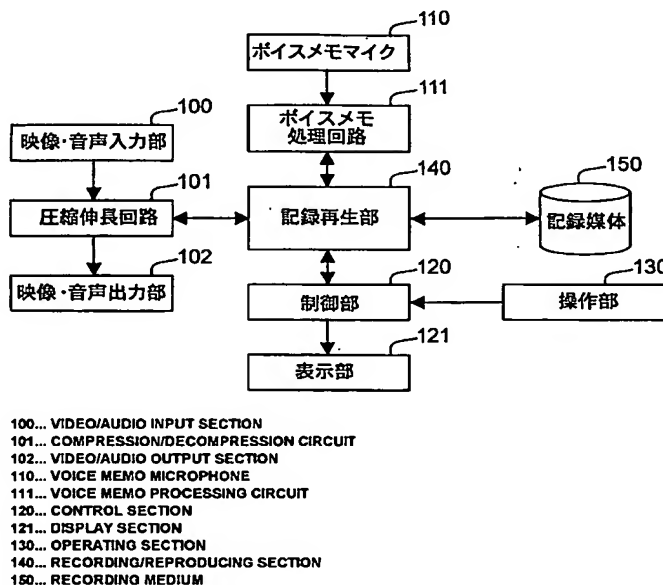 110
ボイスメモマイク
111
ボイスメモ
処理回路
100
映像・音声入力部
101
圧縮伸長回路
102
映像・音声出力部
140
記録再生部
150
記録媒体
120
制御部
130
操作部
121
表示部
100... VIDEO/AUDIO INPUT SECTION
101... COMPRESSION/DECOMPRESSION CIRCUIT
102... VIDEO/AUDIO OUTPUT SECTION
110... VOICE MEMO MICROPHONE
111... VOICE MEMO PROCESSING CIRCUIT
120... CONTROL SECTION
121... DISPLAY SECTION
130... OPERATING SECTION
140... RECORDING/REPRODUCING SECTION
150... RECORDING MEDIUM